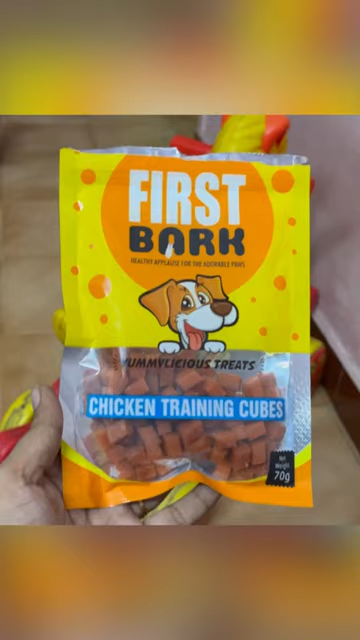 FIRST
BARK
HEALTHY APPLAUSE FOR THE ADORABLE PAWS
YUMMYLICIOUS TREATS
CHICKEN TRAINING CUBES
Net
Weight
70g